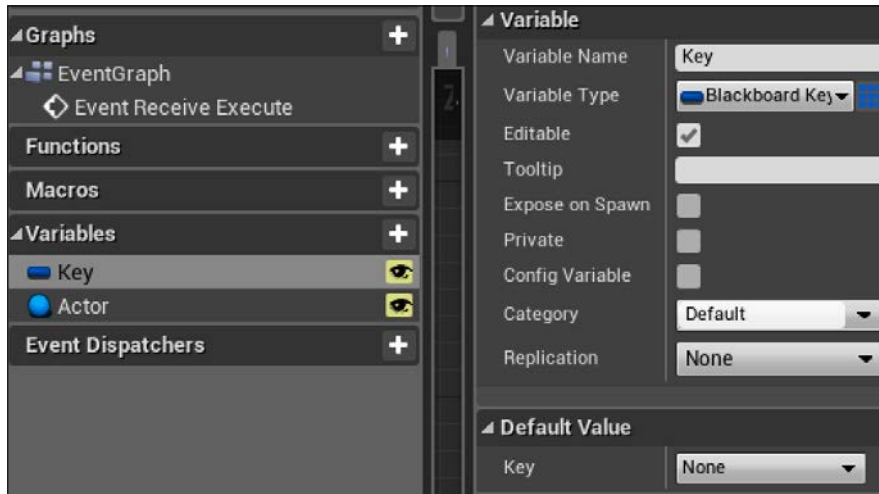 Graphs
EventGraph
Event Receive Execute
Functions
Macros
Variables
Key
Actor
Event Dispatchers
Variable
Variable Name Key
Variable Type Blackboard Key
Editable
Tooltip
Expose on Spawn
Private
Config Variable
Category Default
Replication None
Default Value
Key None